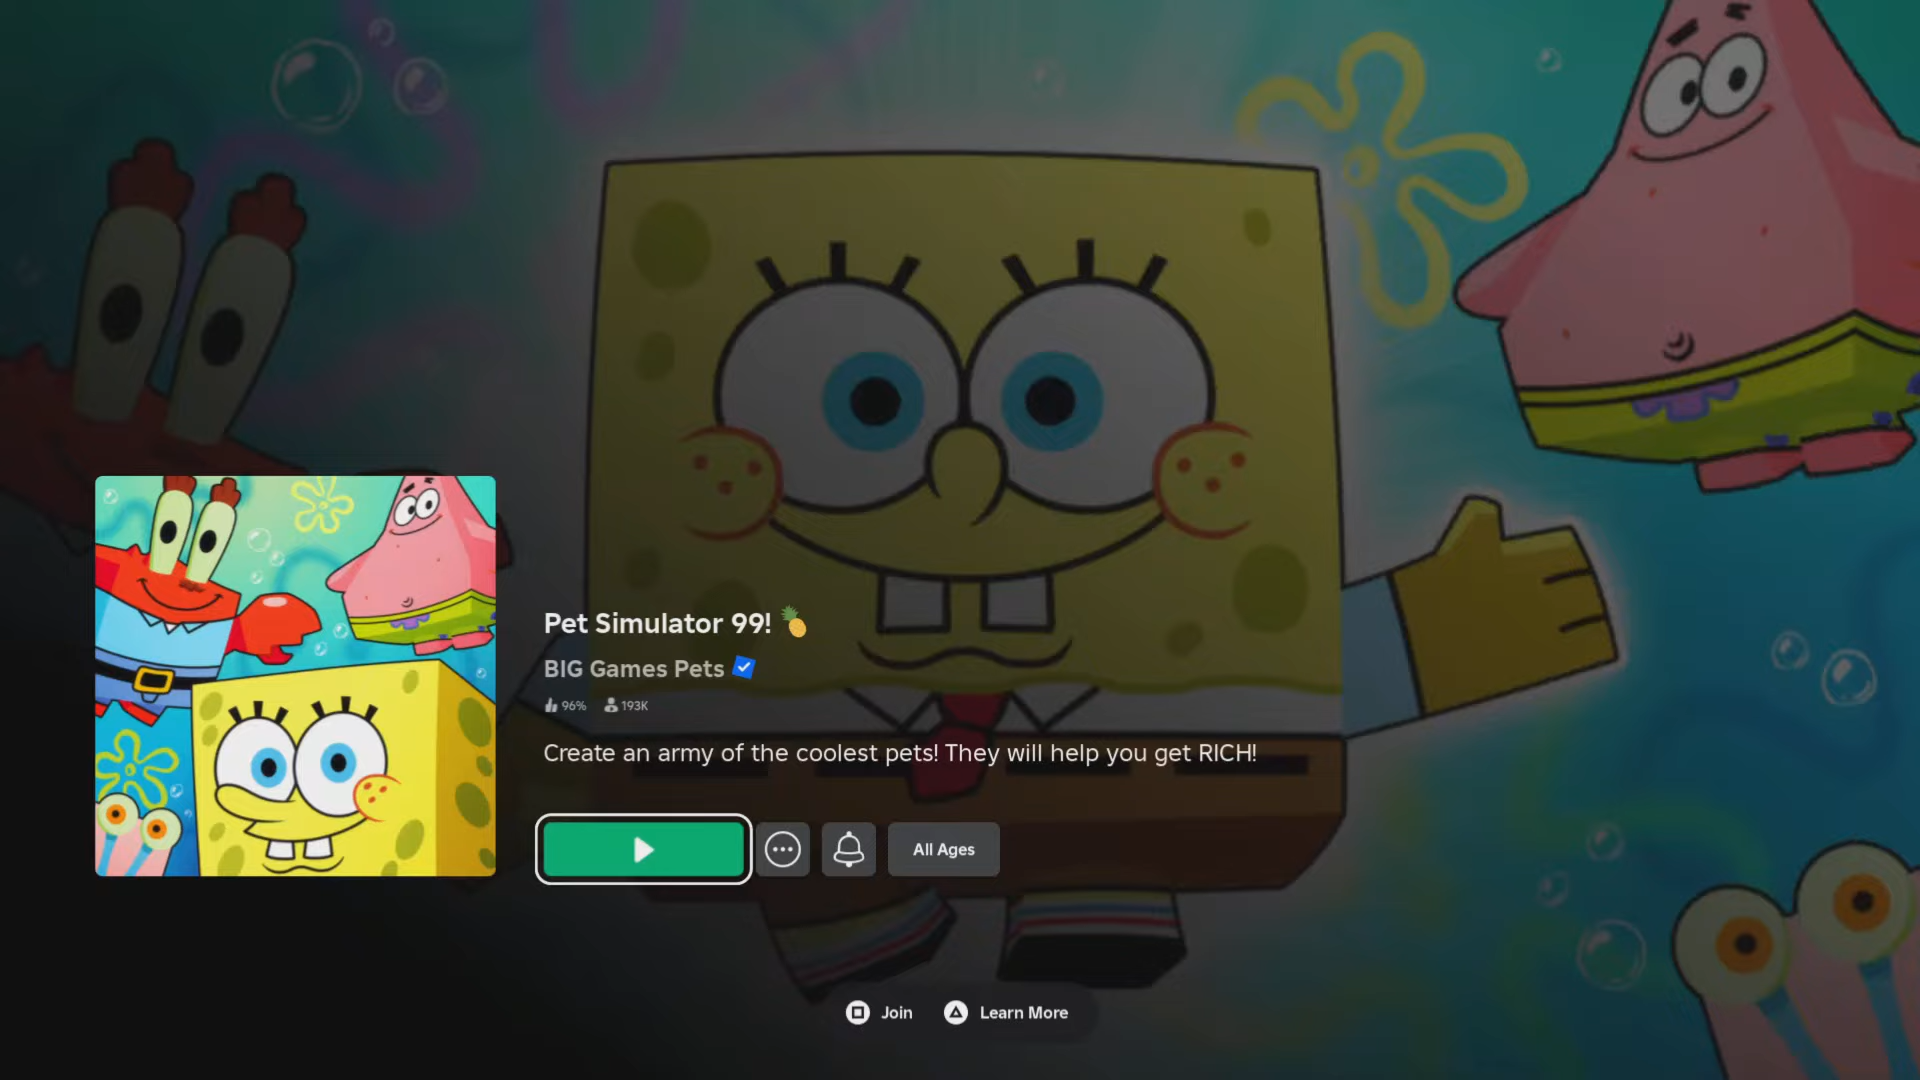 Pet Simulator 99! 🍍
BIG Games Pets
96% 193K
Create an army of the coolest pets! They will help you get RICH!
All Ages
Join Learn More